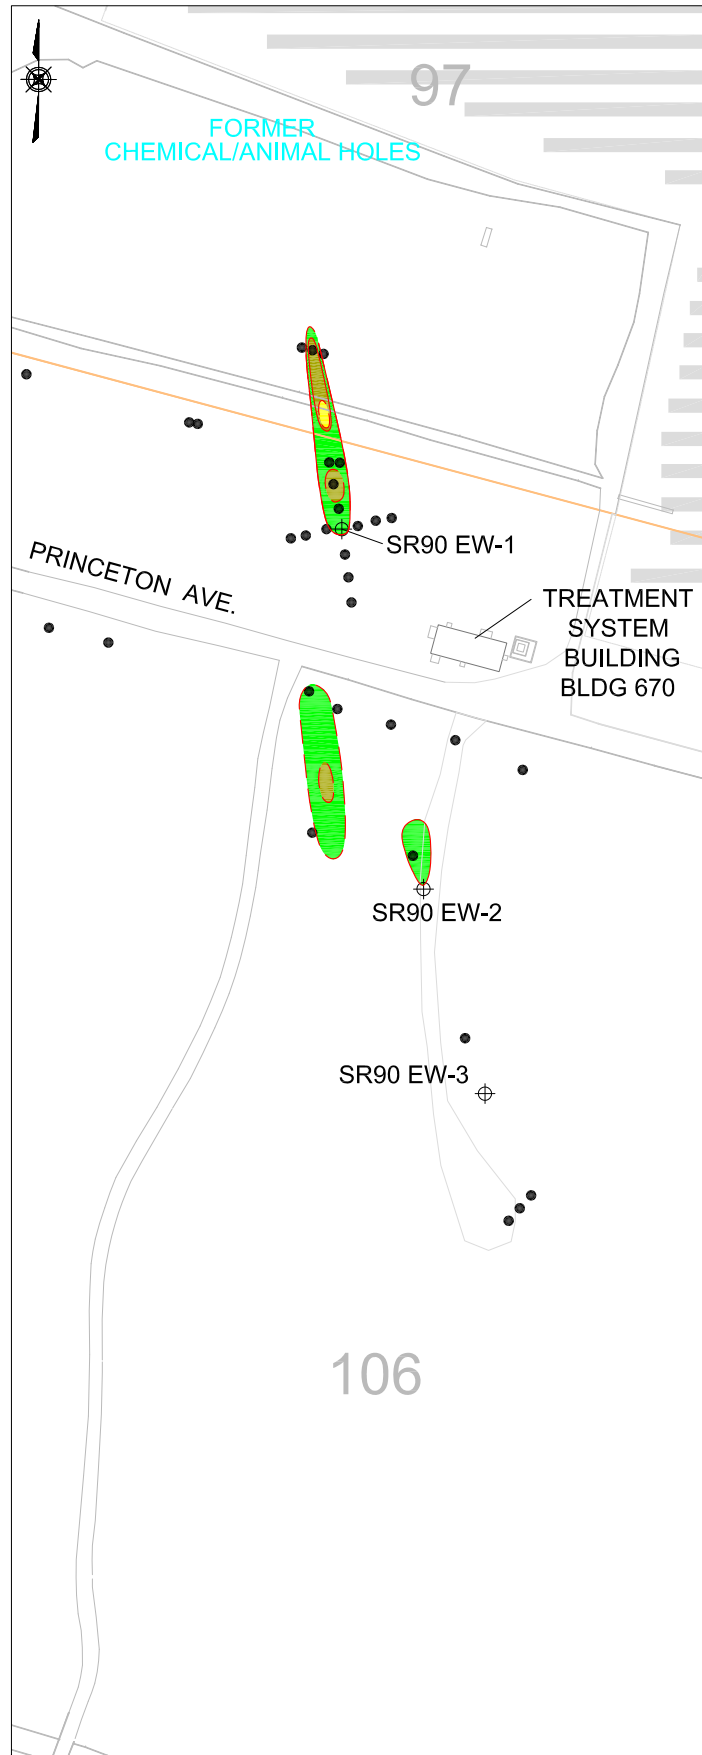 97
FORMER
CHEMICAL/ANIMAL HOLES
SR90 EW-1
PRINCETON AVE.
TREATMENT
SYSTEM
BUILDING
BLDG 670
SR90 EW-2
SR90 EW-3
106